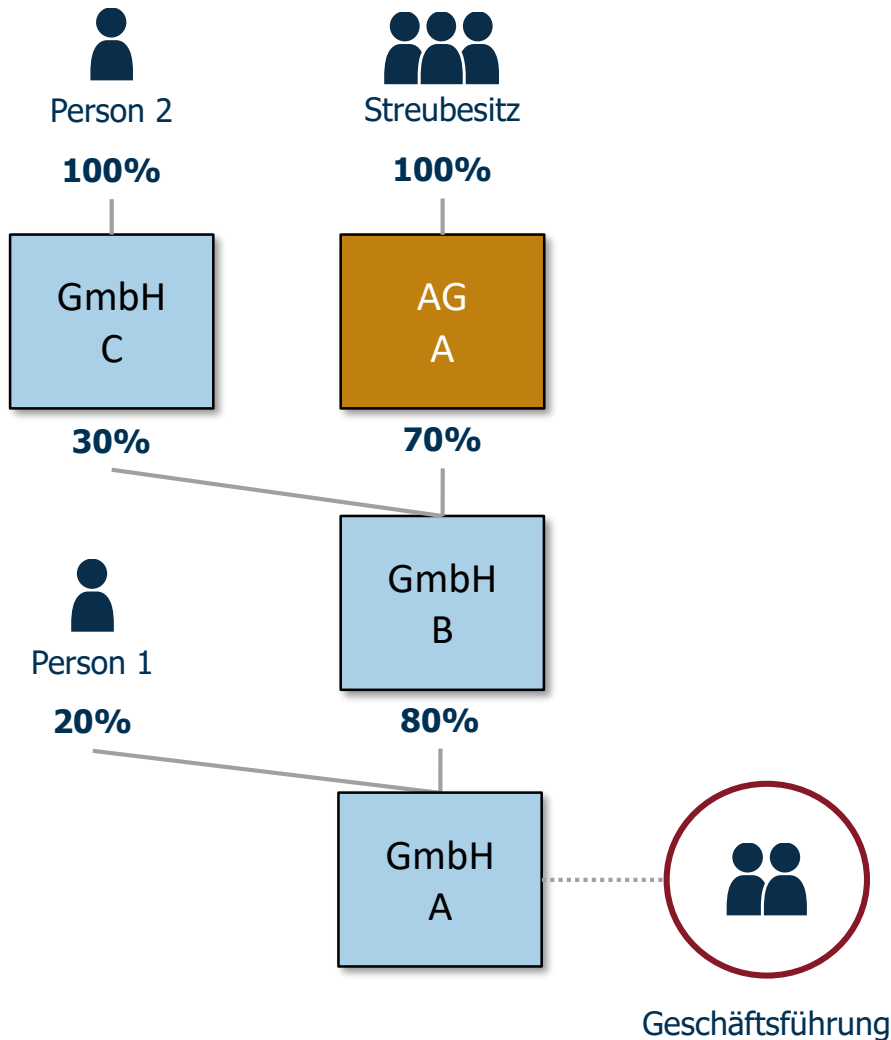 Person 2
Streubesitz
100%
100%
GmbH
C
AG
A
30%
70%
GmbH
B
Person 1
20%
80%
GmbH
A
Geschäftsführung